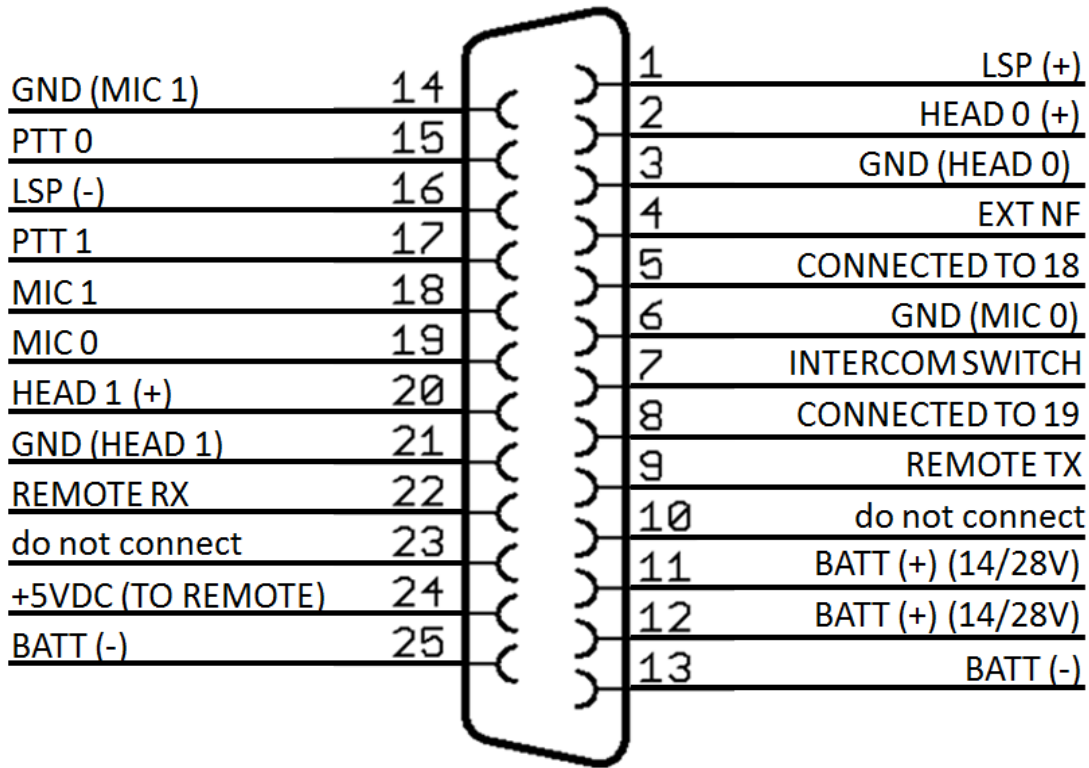 GND (MIC 1) 14
PTT 0 15
LSP (-) 16
PTT 1 17
MIC 1 18
MIC 0 19
HEAD 1 (+) 20
GND (HEAD 1) 21
REMOTE RX 22
do not connect 23
+5VDC (TO REMOTE) 24
BATT (-) 25
1 LSP (+)
2 HEAD 0 (+)
3 GND (HEAD 0)
4 EXT NF
5 CONNECTED TO 18
6 GND (MIC 0)
7 INTERCOM SWITCH
8 CONNECTED TO 19
9 REMOTE TX
10 do not connect
11 BATT (+) (14/28V)
12 BATT (+) (14/28V)
13 BATT (-)